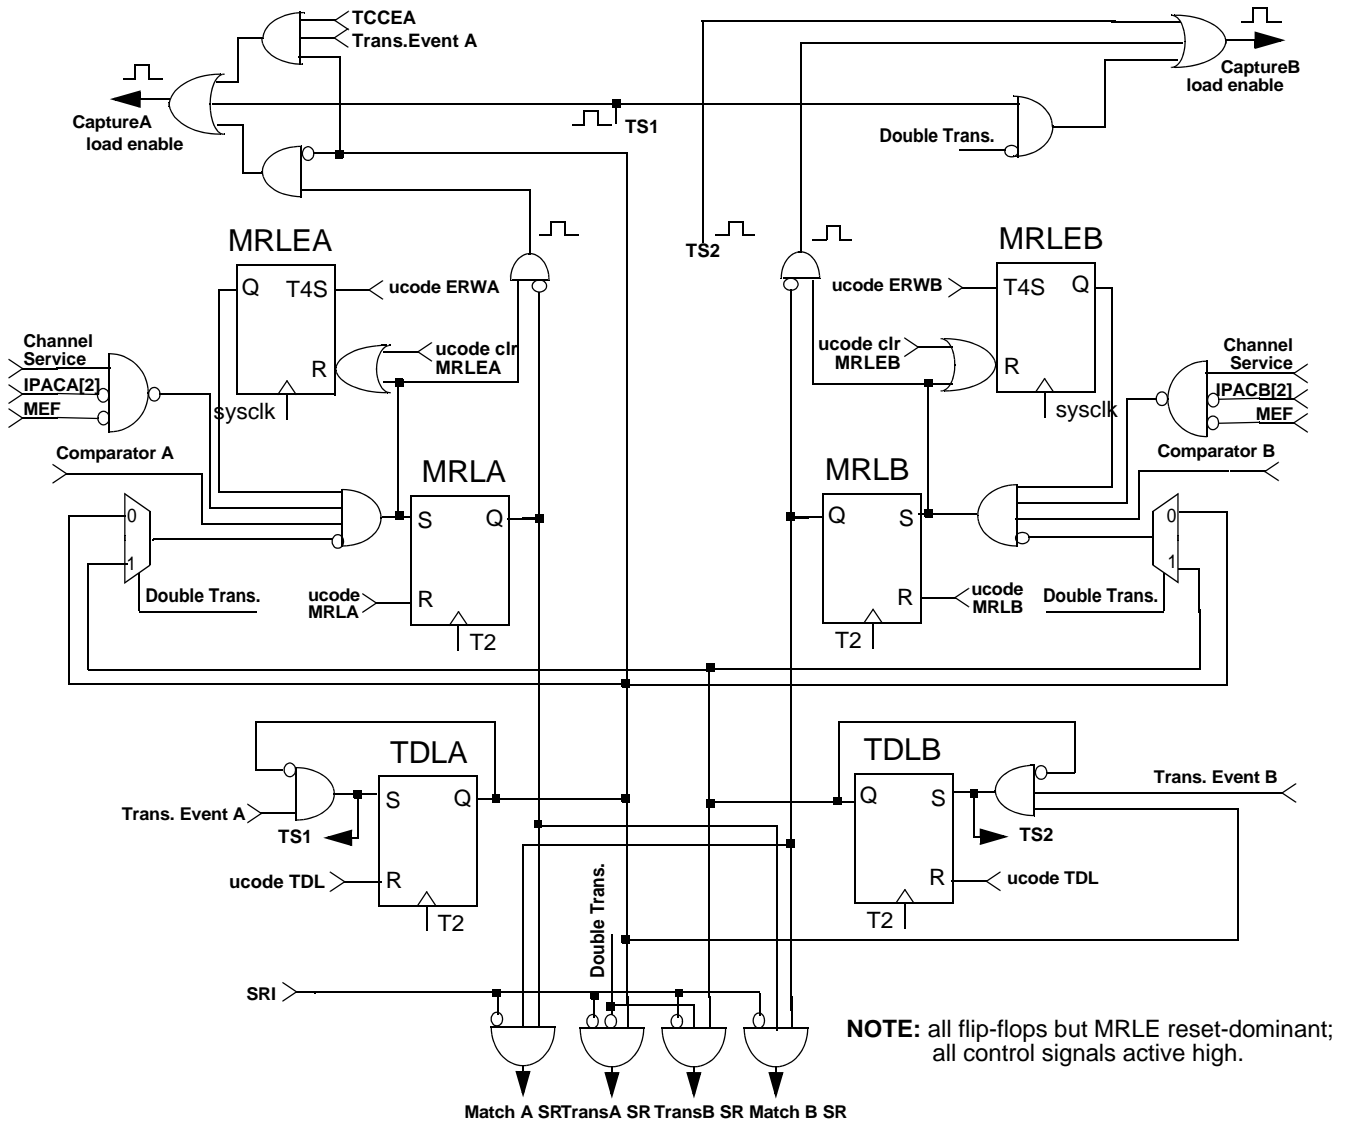 TCCEA
Trans.Event A
CaptureA
load enable
TS1
Double Trans.
CaptureB
load enable
TS2
MRLEA
Q
T4S
R
sysclk
ucode ERWA
ucode clr
MRLEA
MRLEB
ucode ERWB
T4S
Q
R
sysclk
ucode clr
MRLEB
Channel
Service
IPACA[2]
MEF
Channel
Service
IPACB[2]
MEF
Comparator A
Comparator B
MRLA
S
Q
R
T2
ucode
MRLA
0
1
Double Trans.
MRLB
Q
S
R
T2
ucode
MRLB
0
1
Double Trans.
TDLA
S
Q
R
T2
Trans. Event A
TS1
ucode TDL
TDLB
Q
S
R
T2
Trans. Event B
TS2
ucode TDL
Double Trans.
SRI
NOTE: all flip-flops but MRLE reset-dominant;
all control signals active high.
Match A SR
TransA SR
TransB SR
Match B SR